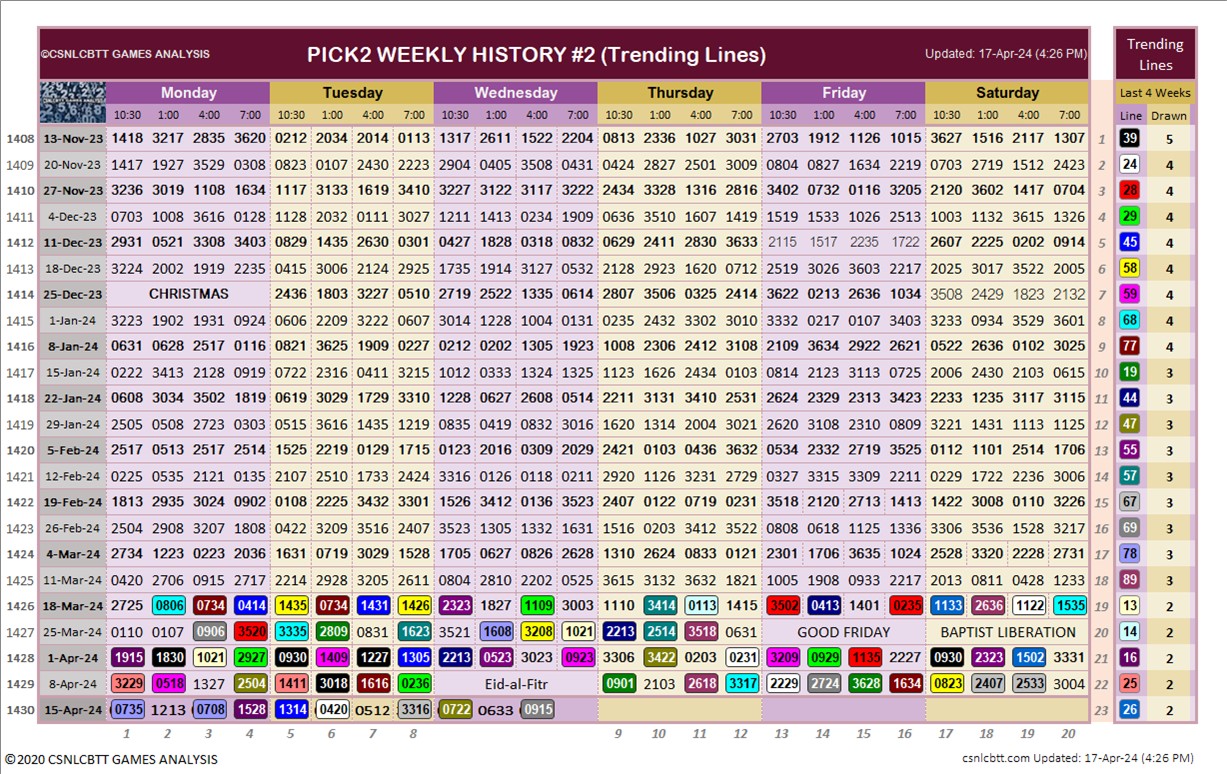 ©CSNLCBTT GAMES ANALYSIS PICK2 WEEKLY HISTORY #2 (Trending Lines) Updated: 17-Apr-24 (4:26 PM) Trending Lines
Monday Tuesday Wednesday Thursday Friday Saturday Last 4 Weeks
10:30 1:00 4:00 7:00 10:30 1:00 4:00 7:00 10:30 1:00 4:00 7:00 10:30 1:00 4:00 7:00 10:30 1:00 4:00 7:00 10:30 1:00 4:00 7:00 Line Drawn
1408 13-Nov-23 1418 3217 2835 3620 0212 2034 2014 0113 1317 2611 1522 2204 0813 2336 1027 3031 2703 1912 1126 1015 3627 1516 2117 1307 1 39 5
1409 20-Nov-23 1417 1927 3529 0308 0823 0107 2430 2223 2904 0405 3508 0431 0424 2827 2501 3009 0804 0827 1634 2219 0703 2719 1512 2423 2 24 4
1410 27-Nov-23 3236 3019 1108 1634 1117 3133 1619 3410 3227 3122 3117 3222 2434 3328 1316 2816 3402 0732 0116 3205 2120 3602 1417 0704 3 28 4
1411 4-Dec-23 0703 1008 3616 0128 1128 2032 0111 3027 1211 1413 0234 1909 0636 3510 1607 1419 1519 1533 1026 2513 1003 1132 3615 1326 4 29 4
1412 11-Dec-23 2931 0521 3308 3403 0829 1435 2630 0301 0427 1828 0318 0832 0629 2411 2830 3633 2115 1517 2235 1722 2607 2225 0202 0914 5 45 4
1413 18-Dec-23 3224 2002 1919 2235 0415 3006 2124 2925 1735 1914 3127 0532 2128 2923 1620 0712 2519 3026 3603 2217 2025 3017 3522 2005 6 58 4
1414 25-Dec-23 CHRISTMAS 2436 1803 3227 0519 2719 2522 1335 0614 2807 3506 0925 2414 3622 0213 2636 1034 3508 2429 1823 2132 7 59 4
1415 1-Jan-24 3223 1902 1931 0924 0606 2209 3222 0607 3014 1228 1004 0131 0235 2432 3302 3010 3332 0217 0107 3403 3233 0934 3529 3601 8 68 4
1416 8-Jan-24 0631 0628 2517 0116 0821 3625 1909 0227 0212 0202 1305 1923 1008 2306 2412 3108 2109 3634 2922 2621 0522 2636 0102 3025 9 77 4
1417 15-Jan-24 0222 3413 2128 0919 0722 2316 0411 3215 1012 0333 1324 1325 1123 1626 2434 0103 0814 2123 3113 0725 2006 2430 2103 0615 10 19 3
1418 22-Jan-24 0608 3034 3502 1819 0619 3029 1729 3310 1228 0627 2608 0514 2211 3131 3410 2531 2624 2329 2313 3423 2233 1235 3117 3115 11 44 3
1419 29-Jan-24 2505 0508 2723 0303 0515 3616 1435 1219 0835 0419 0832 3016 1620 1314 2004 3021 2620 3108 2310 0809 3221 1431 1113 1125 12 47 3
1420 5-Feb-24 2517 0513 2517 2514 1525 2219 0129 1715 0123 2016 0309 2029 2421 0103 0436 3632 0534 2332 2719 3525 0112 1101 2514 1706 13 55 3
1421 12-Feb-24 0225 0535 2121 0135 2107 2510 1733 2424 3316 0126 0118 0211 2920 1126 3131 2729 0527 3315 3309 2211 0229 1722 2236 3006 14 57 3
1422 19-Feb-24 1813 2935 3024 0902 0108 2225 3432 3301 1526 3412 0136 3523 2407 0122 0719 0231 3518 2120 2713 1413 1422 3008 0110 3226 15 67 3
1423 26-Feb-24 2504 2908 3207 1808 0422 3209 3516 2407 3523 1305 1332 1631 1516 0203 3412 3522 0808 0618 1125 1336 3306 3536 1528 3217 16 69 3
1424 4-Mar-24 2734 1223 0223 2036 1631 0719 3029 1528 1705 0627 0826 2628 1310 2624 0833 0121 2301 1706 3635 1024 2528 3320 2228 2731 17 78 3
1425 11-Mar-24 0420 2706 0915 2717 2214 2928 3205 2611 0804 2810 2202 0525 3615 3132 3632 1821 1005 1908 0933 2217 2013 0811 0428 1233 18 89 3
1426 18-Mar-24 2725 0806 0734 0414 1435 0734 1431 1426 2323 1827 1109 3003 1110 3414 0113 1415 3502 0413 1401 0235 1133 2636 1122 1535 19 13 2
1427 25-Mar-24 0110 0107 0906 3520 3335 2809 0831 1623 3521 1608 3208 1021 2213 2514 3518 0631 GOOD FRIDAY BAPTIST LIBERATION 20 14 2
1428 1-Apr-24 1915 1830 1021 2927 0930 1409 1227 1305 2213 0523 3023 0923 3306 3422 0203 0231 3209 0929 1135 2227 0930 2323 1502 3331 21 16 2
1429 8-Apr-24 3229 0518 1327 2504 1411 3018 1616 0236 Eid-al-Fitr 0901 2103 2618 3317 2229 2724 3628 1634 0823 2407 2533 3004 22 25 2
1430 15-Apr-24 0735 1213 0708 1528 1314 0420 0512 3316 0722 0633 0915 23 26 2
1 2 3 4 5 6 7 8 9 10 11 12 13 14 15 16 17 18 19 20
©2020 CSNLCBTT GAMES ANALYSIS csnlcbtt.com Updated: 17-Apr-24 (4:26 PM)